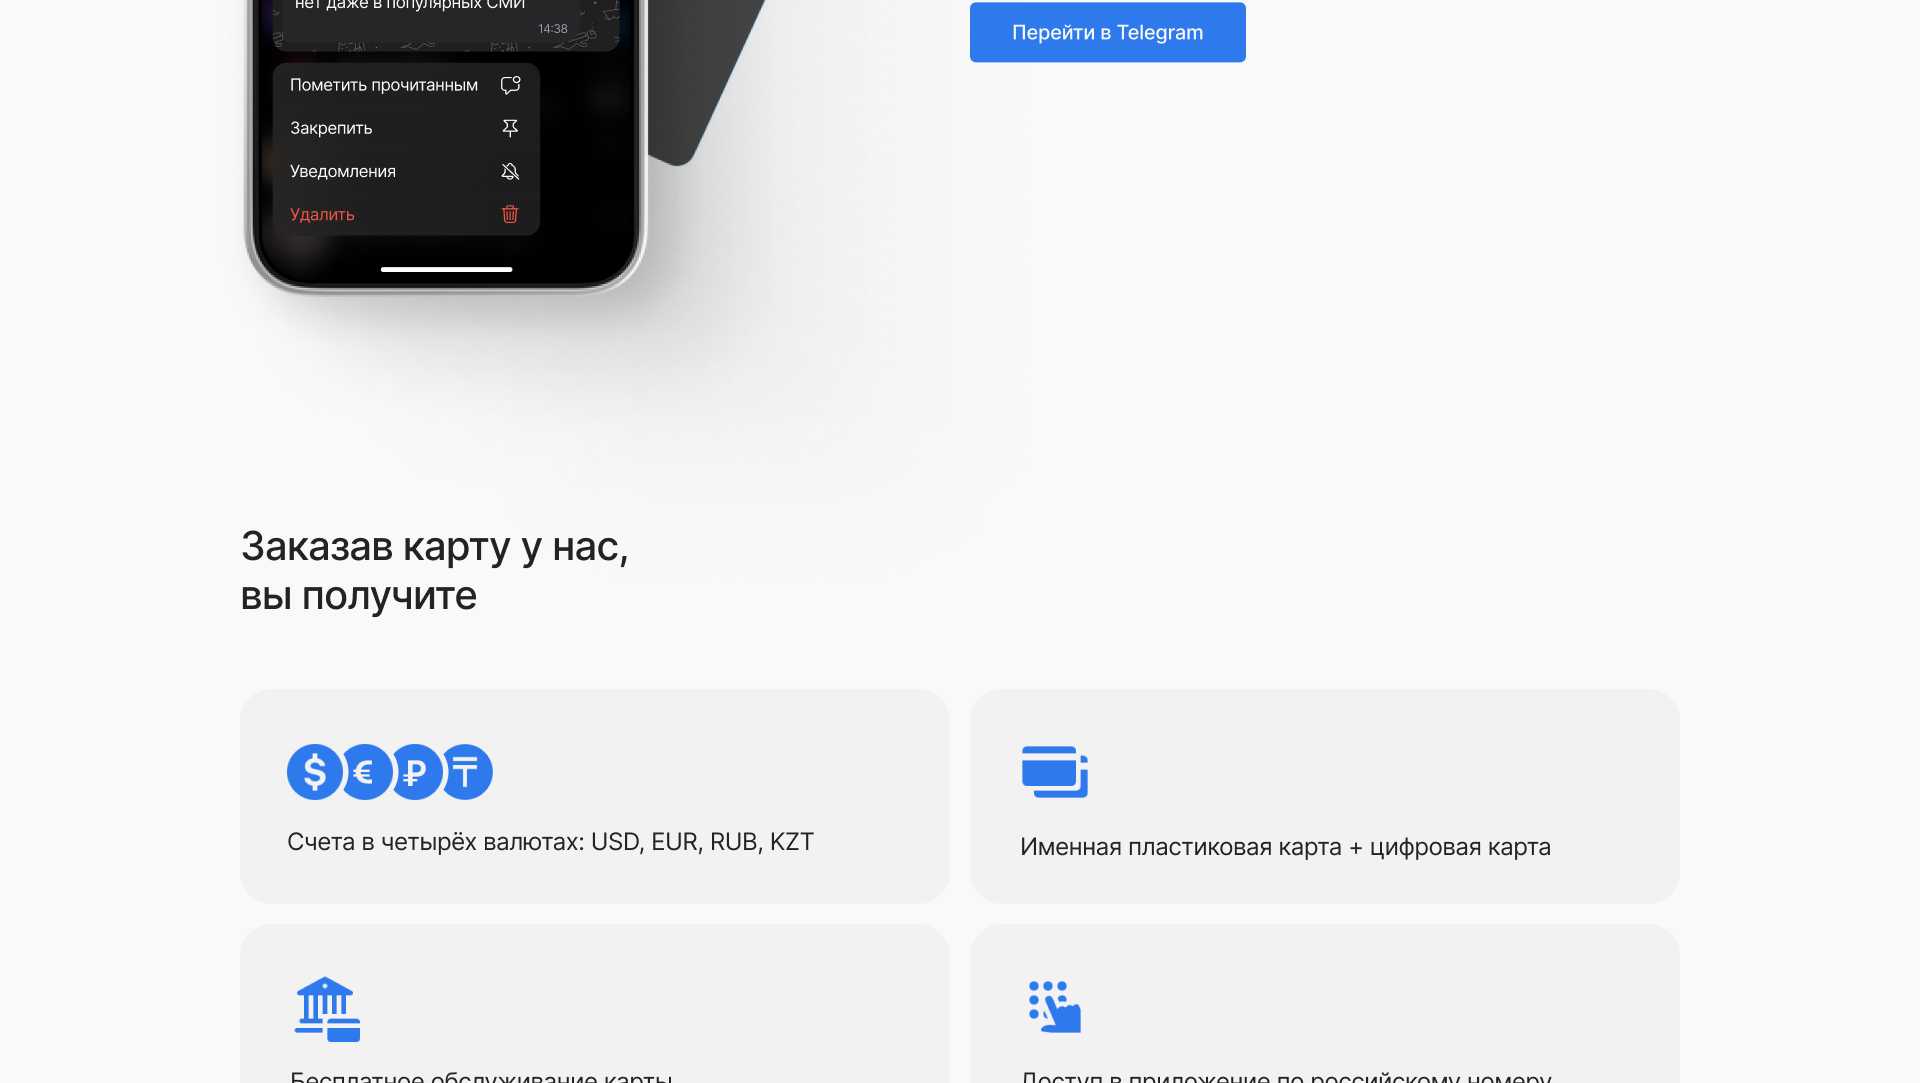 нет даже в популярных СМИ
14:38
Пометить прочитанным
Закрепить
Уведомления
Удалить
Перейти в Telegram
Заказав карту у нас,
вы получите
$ € ₽ ₸
Счета в четырёх валютах: USD, EUR, RUB, KZT
Именная пластиковая карта + цифровая карта
Бесплатное обслуживание карты
Доступ в приложение по российскому номеру